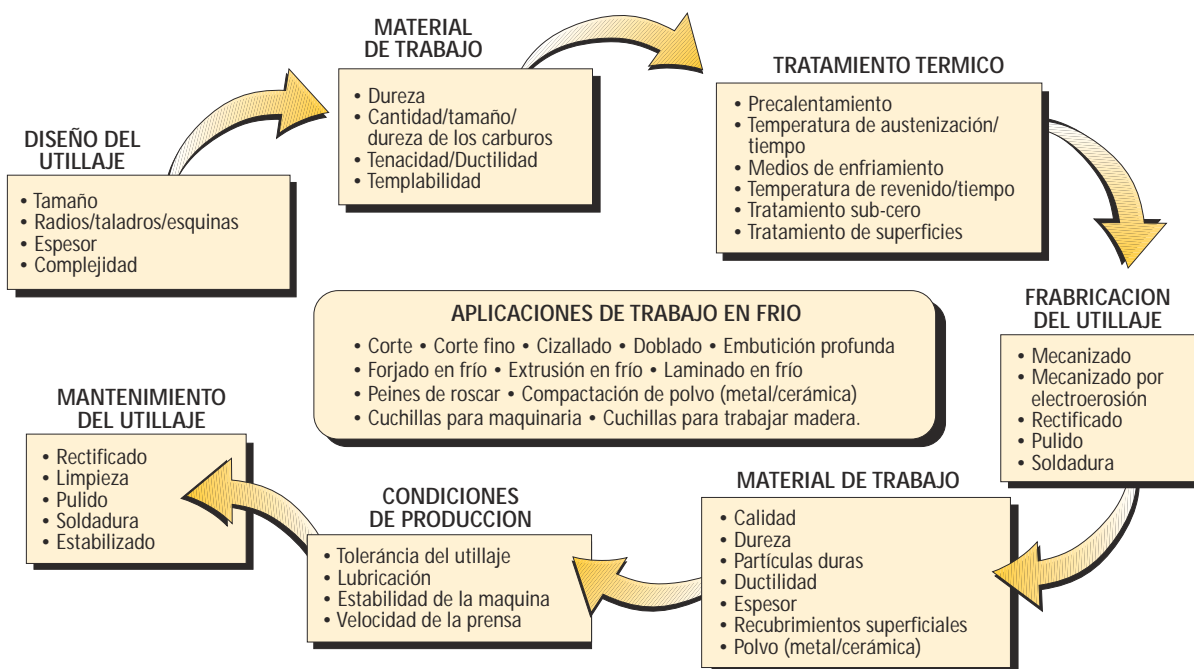 DISEÑO DEL
UTILLAJE
• Tamaño
• Radios/taladros/esquinas
• Espesor
• Complejidad
MATERIAL
DE TRABAJO
• Dureza
• Cantidad/tamaño/
dureza de los carburos
• Tenacidad/Ductilidad
• Templabilidad
TRATAMIENTO TERMICO
• Precalentamiento
• Temperatura de austenización/
tiempo
• Medios de enfriamiento
• Temperatura de revenido/tiempo
• Tratamiento sub-cero
• Tratamiento de superficies
FRABRICACION
DEL UTILLAJE
• Mecanizado
• Mecanizado por
electroerosión
• Rectificado
• Pulido
• Soldadura
MATERIAL DE TRABAJO
• Calidad
• Dureza
• Partículas duras
• Ductilidad
• Espesor
• Recubrimientos superficiales
• Polvo (metal/cerámica)
CONDICIONES
DE PRODUCCION
• Toleráncia del utillaje
• Lubricación
• Estabilidad de la maquina
• Velocidad de la prensa
MANTENIMIENTO
DEL UTILLAJE
• Rectificado
• Limpieza
• Pulido
• Soldadura
• Estabilizado
APLICACIONES DE TRABAJO EN FRIO
• Corte • Corte fino • Cizallado • Doblado • Embutición profunda
• Forjado en frío • Extrusión en frío • Laminado en frío
• Peines de roscar • Compactación de polvo (metal/cerámica)
• Cuchillas para maquinaria • Cuchillas para trabajar madera.